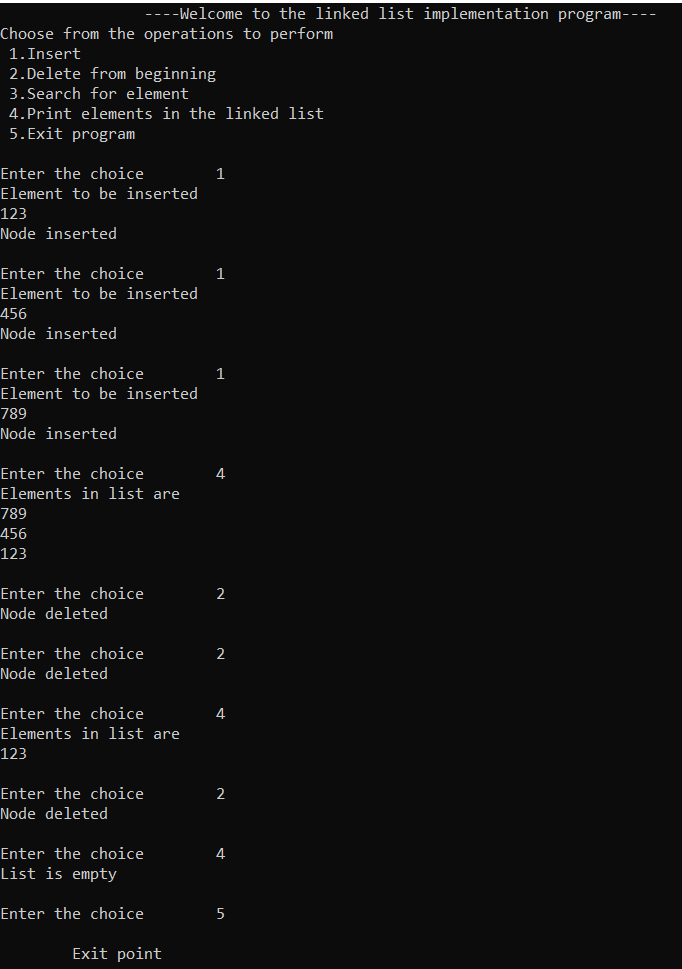 ----Welcome to the linked list implementation program----
Choose from the operations to perform
1.Insert
2.Delete from beginning
3.Search for element
4.Print elements in the linked list
5.Exit program
Enter the choice 1
Element to be inserted
123
Node inserted
Enter the choice 1
Element to be inserted
456
Node inserted
Enter the choice 1
Element to be inserted
789
Node inserted
Enter the choice 4
Elements in list are
789
456
123
Enter the choice 2
Node deleted
Enter the choice 2
Node deleted
Enter the choice 4
Elements in list are
123
Enter the choice 2
Node deleted
Enter the choice 4
List is empty
Enter the choice 5
Exit point